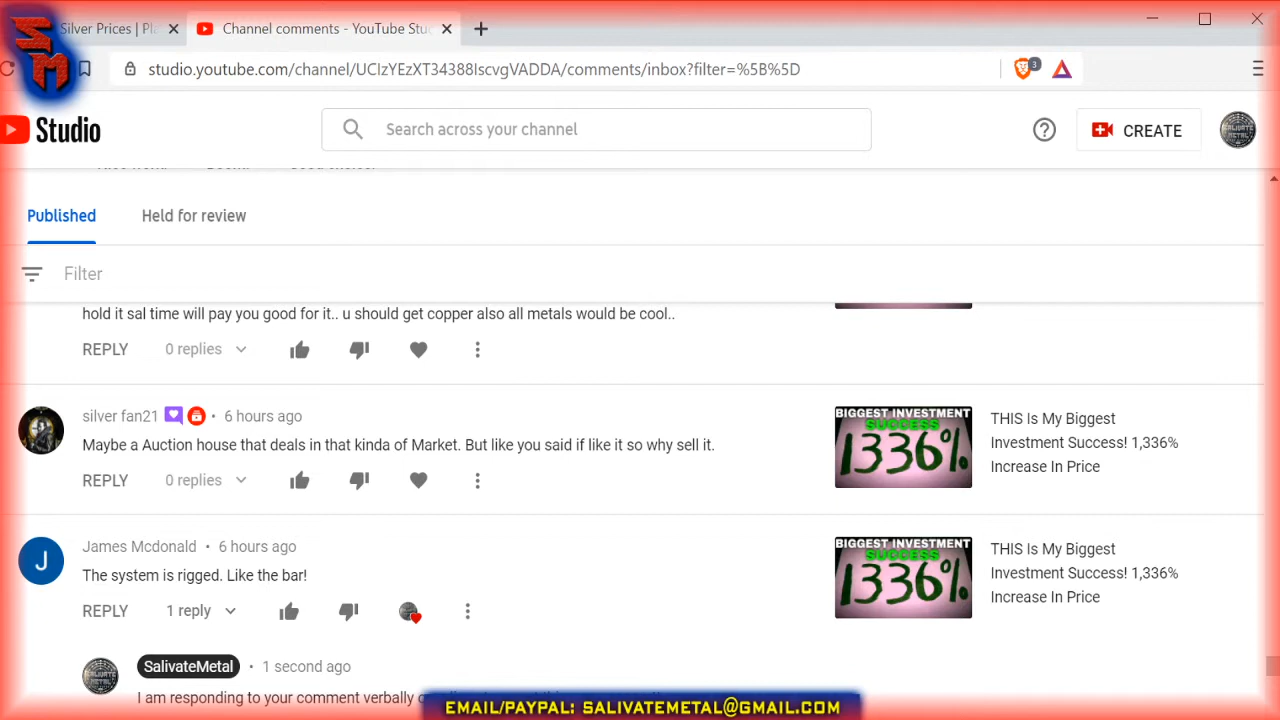 SM
Silver Prices | Pla
Channel comments - YouTube Stu
studio.youtube.com/channel/UCIzYEzXT34388IscvgVADDA/comments/inbox?filter=%5B%5D
3
Studio
Search across your channel
CREATE
Published
Held for review
Filter
hold it sal time will pay you good for it.. u should get copper also all metals would be cool..
REPLY 0 replies
silver fan21 • 6 hours ago
Maybe a Auction house that deals in that kinda of Market. But like you said if like it so why sell it.
REPLY 0 replies
BIGGEST INVESTMENT
SUCCESS
1336%
THIS Is My Biggest
Investment Success! 1,336%
Increase In Price
J
James Mcdonald • 6 hours ago
The system is rigged. Like the bar!
REPLY 1 reply
BIGGEST INVESTMENT
SUCCESS
1336%
THIS Is My Biggest
Investment Success! 1,336%
Increase In Price
SalivateMetal • 1 second ago
I am responding to your comment verbally
EMAIL/PAYPAL: SALIVATEMETAL@GMAIL.COM